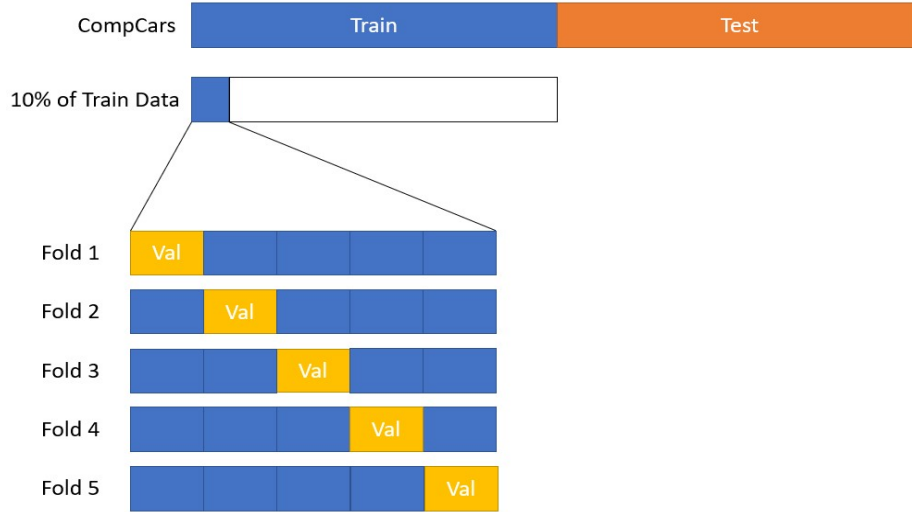 CompCars Train Test
10% of Train Data
Fold 1 Val
Fold 2 Val
Fold 3 Val
Fold 4 Val
Fold 5 Val